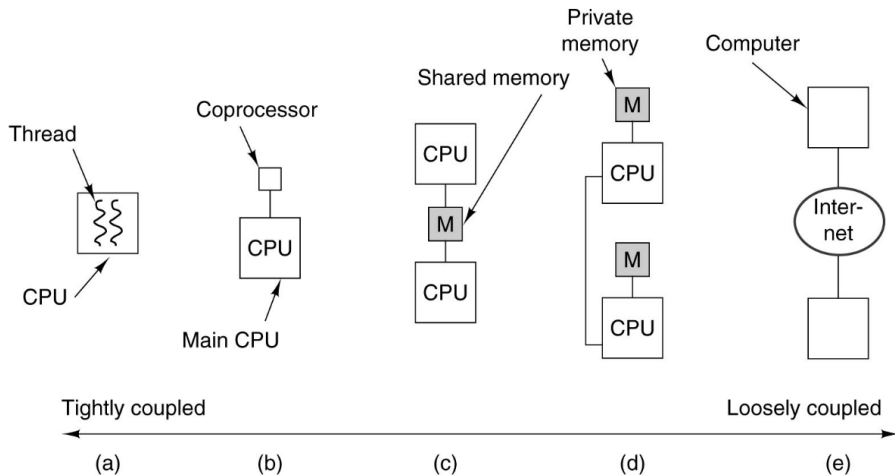 Private
memory
Computer
Shared memory
Coprocessor
Thread
M
CPU
CPU
M
CPU
CPU
Inter-
net
M
CPU
CPU
Main CPU
CPU
Tightly coupled
Loosely coupled
(a)
(b)
(c)
(d)
(e)